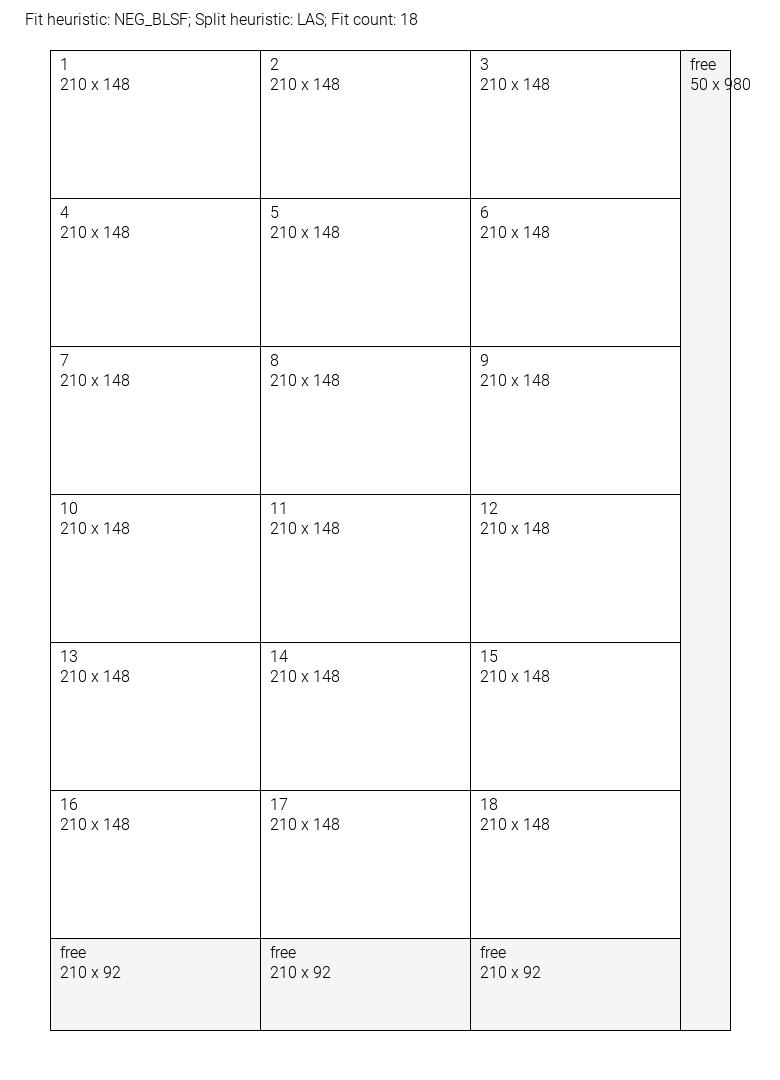 Fit heuristic: NEG_BLSF; Split heuristic: LAS; Fit count: 18
1
210 x 148
2
210 x 148
3
210 x 148
free
50 x 980
4
210 x 148
5
210 x 148
6
210 x 148
7
210 x 148
8
210 x 148
9
210 x 148
10
210 x 148
11
210 x 148
12
210 x 148
13
210 x 148
14
210 x 148
15
210 x 148
16
210 x 148
17
210 x 148
18
210 x 148
free
210 x 92
free
210 x 92
free
210 x 92